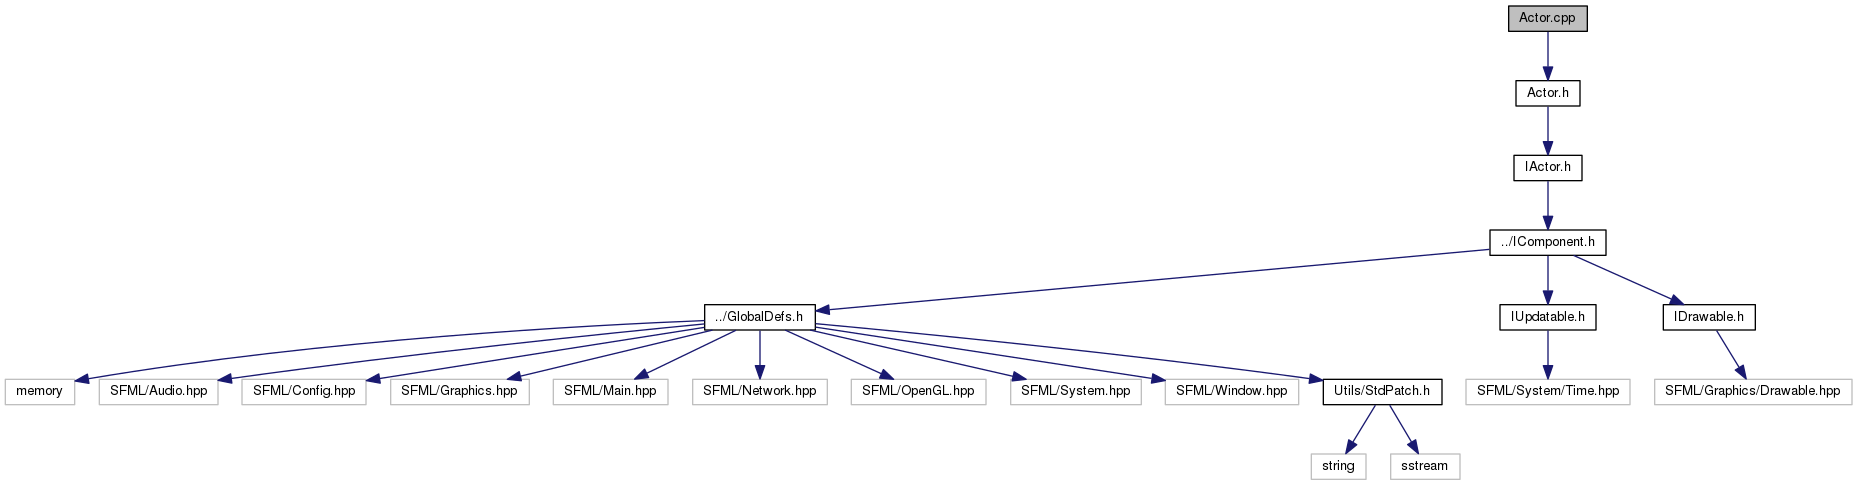 Actor.cpp
Actor.h
IActor.h
../IComponent.h
../GlobalDefs.h
IUpdatable.h
IDrawable.h
memory
SFML/Audio.hpp
SFML/Config.hpp
SFML/Graphics.hpp
SFML/Main.hpp
SFML/Network.hpp
SFML/OpenGL.hpp
SFML/System.hpp
SFML/Window.hpp
Utils/StdPatch.h
SFML/System/Time.hpp
SFML/Graphics/Drawable.hpp
string
sstream